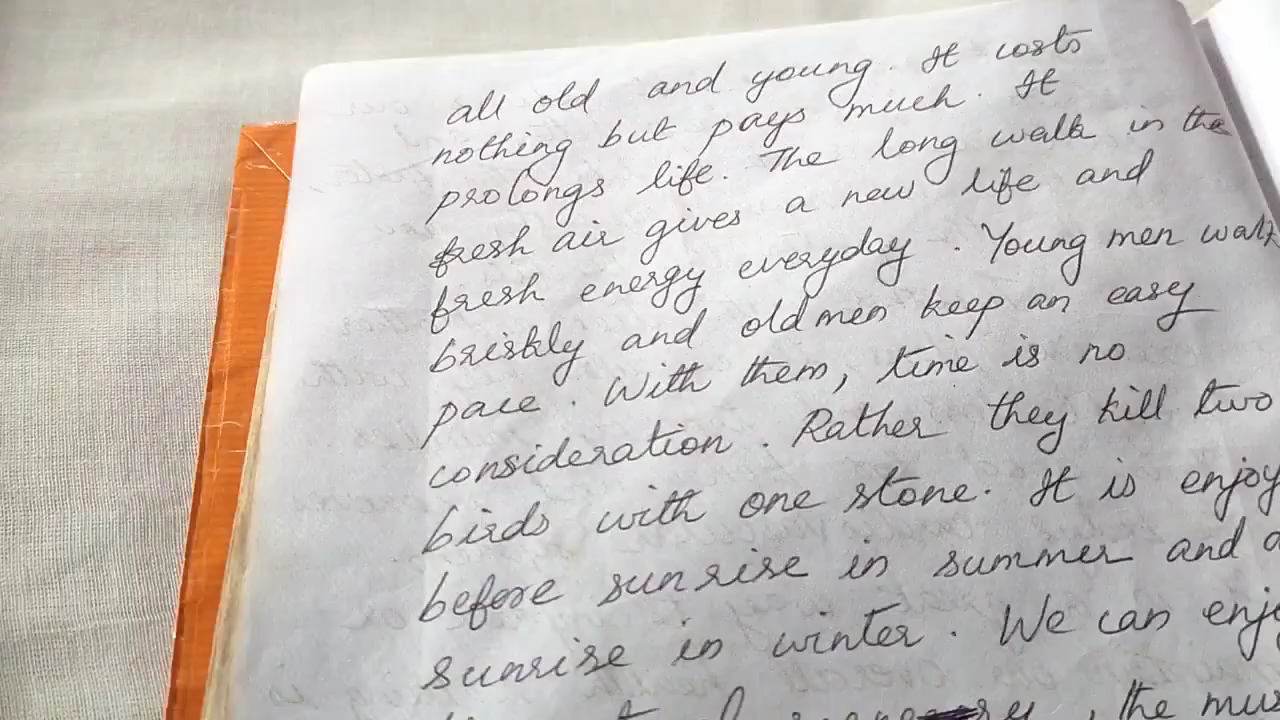 all old and young. It costs
nothing but pays much. It
prolongs life. The long walk in the
fresh air gives a new life and
fresh energy everyday. Young men walk
briskly and old men keep an easy
pace. With them, time is no
consideration. Rather they kill two
birds with one stone. It is enjoy
before sunrise in summer and a
sunrise in winter. We can enjo
, the mus